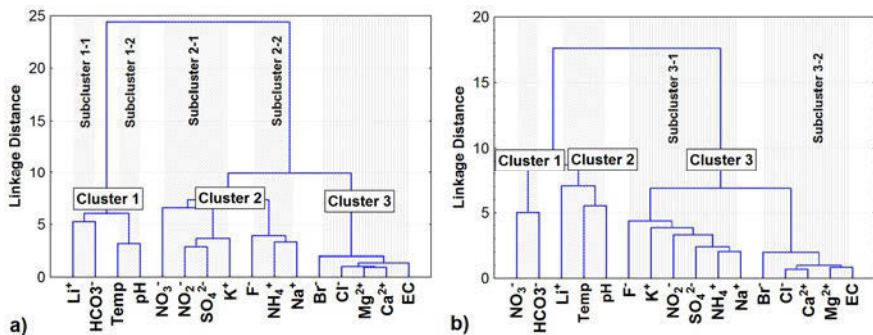 25
20
15
10
5
0
Linkage Distance
Subcluster 1-1
Subcluster 1-2
Subcluster 2-1
Subcluster 2-2
Cluster 1
Cluster 2
Cluster 3
Li⁺
HCO3⁻
Temp
pH
NO₃⁻
NO₂⁻
SO₄²⁻
K⁺
F⁻
NH₄⁺
Na⁺
Br⁻
Cl⁻
Mg²⁺
Ca²⁺
EC
a)
20
15
10
5
0
Linkage Distance
Subcluster 3-1
Subcluster 3-2
Cluster 1
Cluster 2
Cluster 3
NO₃⁻
HCO₃⁻
Li⁺
Temp
pH
F⁻
K⁺
NO₂⁻
SO₄²⁻
NH₄⁺
Na⁺
Br⁻
Cl⁻
Ca²⁺
Mg²⁺
EC
b)